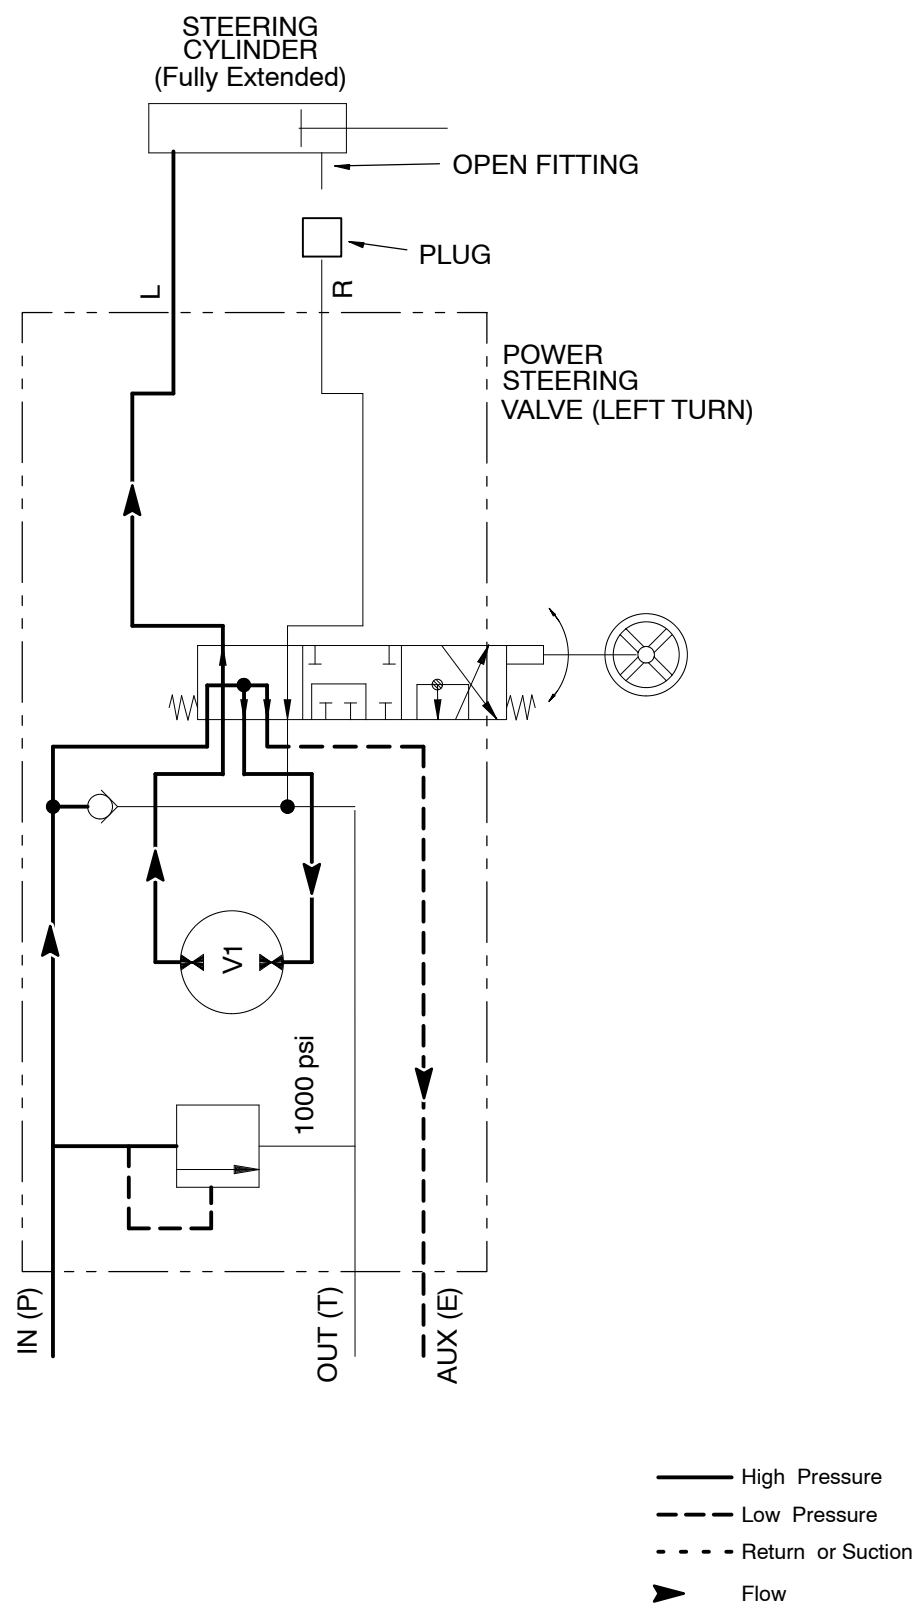 STEERING
CYLINDER
(Fully Extended)
OPEN FITTING
PLUG
L
R
POWER
STEERING
VALVE (LEFT TURN)
V1
1000 psi
IN (P)
OUT (T)
AUX (E)
High Pressure
Low Pressure
Return or Suction
Flow